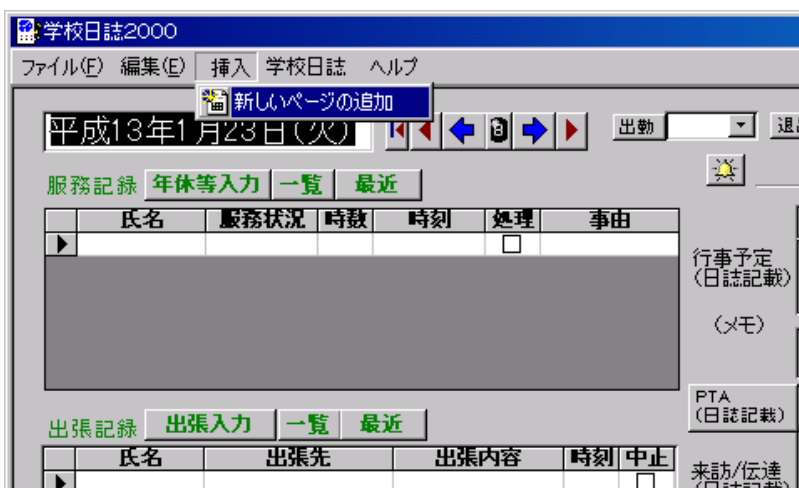 学校日誌2000
ファイル(F) 編集(E) 挿入 学校日誌 ヘルプ
新しいページの追加
平成13年1月23日(火)
出勤
服務記録 年休等入力 一覧 最近
氏名 服務状況 時数 時刻 処理 事由
行事予定
(日誌記載)
(メモ)
PTA
(日誌記載)
出張記録 出張入力 一覧 最近
氏名 出張先 出張内容 時刻 中止
来訪/伝達
(日誌記載)